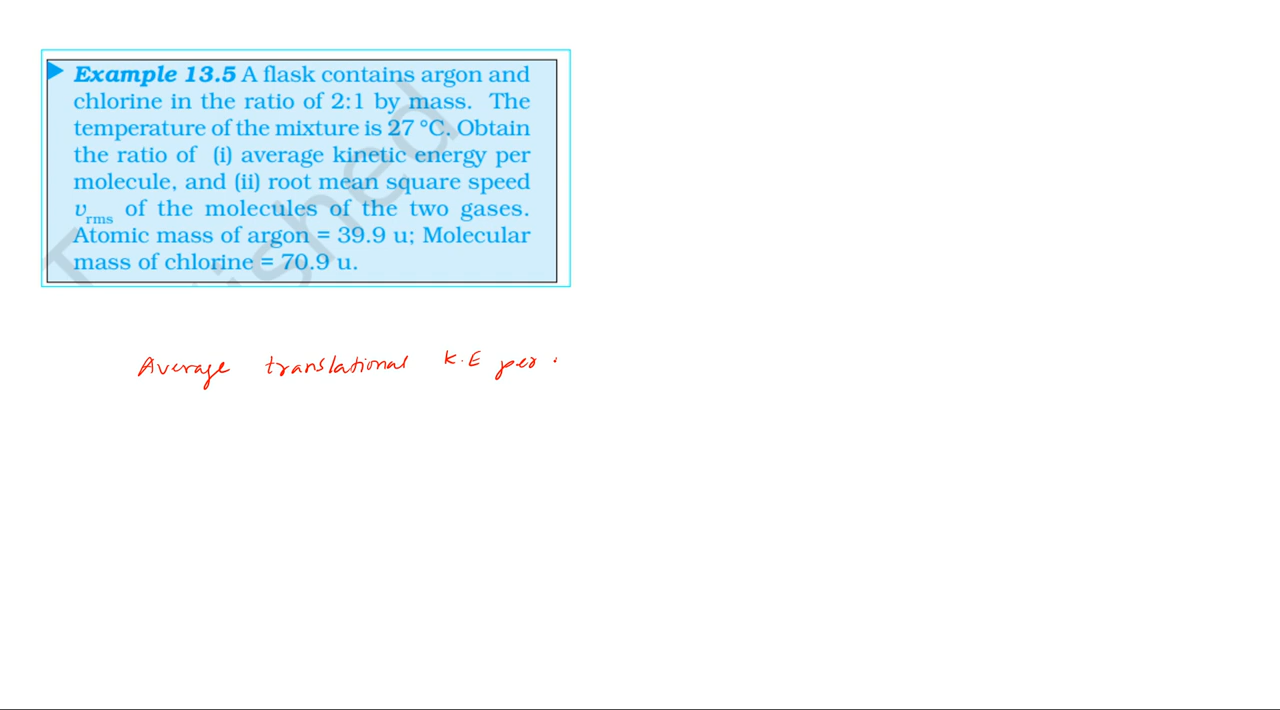 Example 13.5 A flask contains argon and
chlorine in the ratio of 2:1 by mass. The
temperature of the mixture is 27 °C. Obtain
the ratio of (i) average kinetic energy per
molecule, and (ii) root mean square speed
vrms of the molecules of the two gases.
Atomic mass of argon = 39.9 u; Molecular
mass of chlorine = 70.9 u.
Average translational K.E per